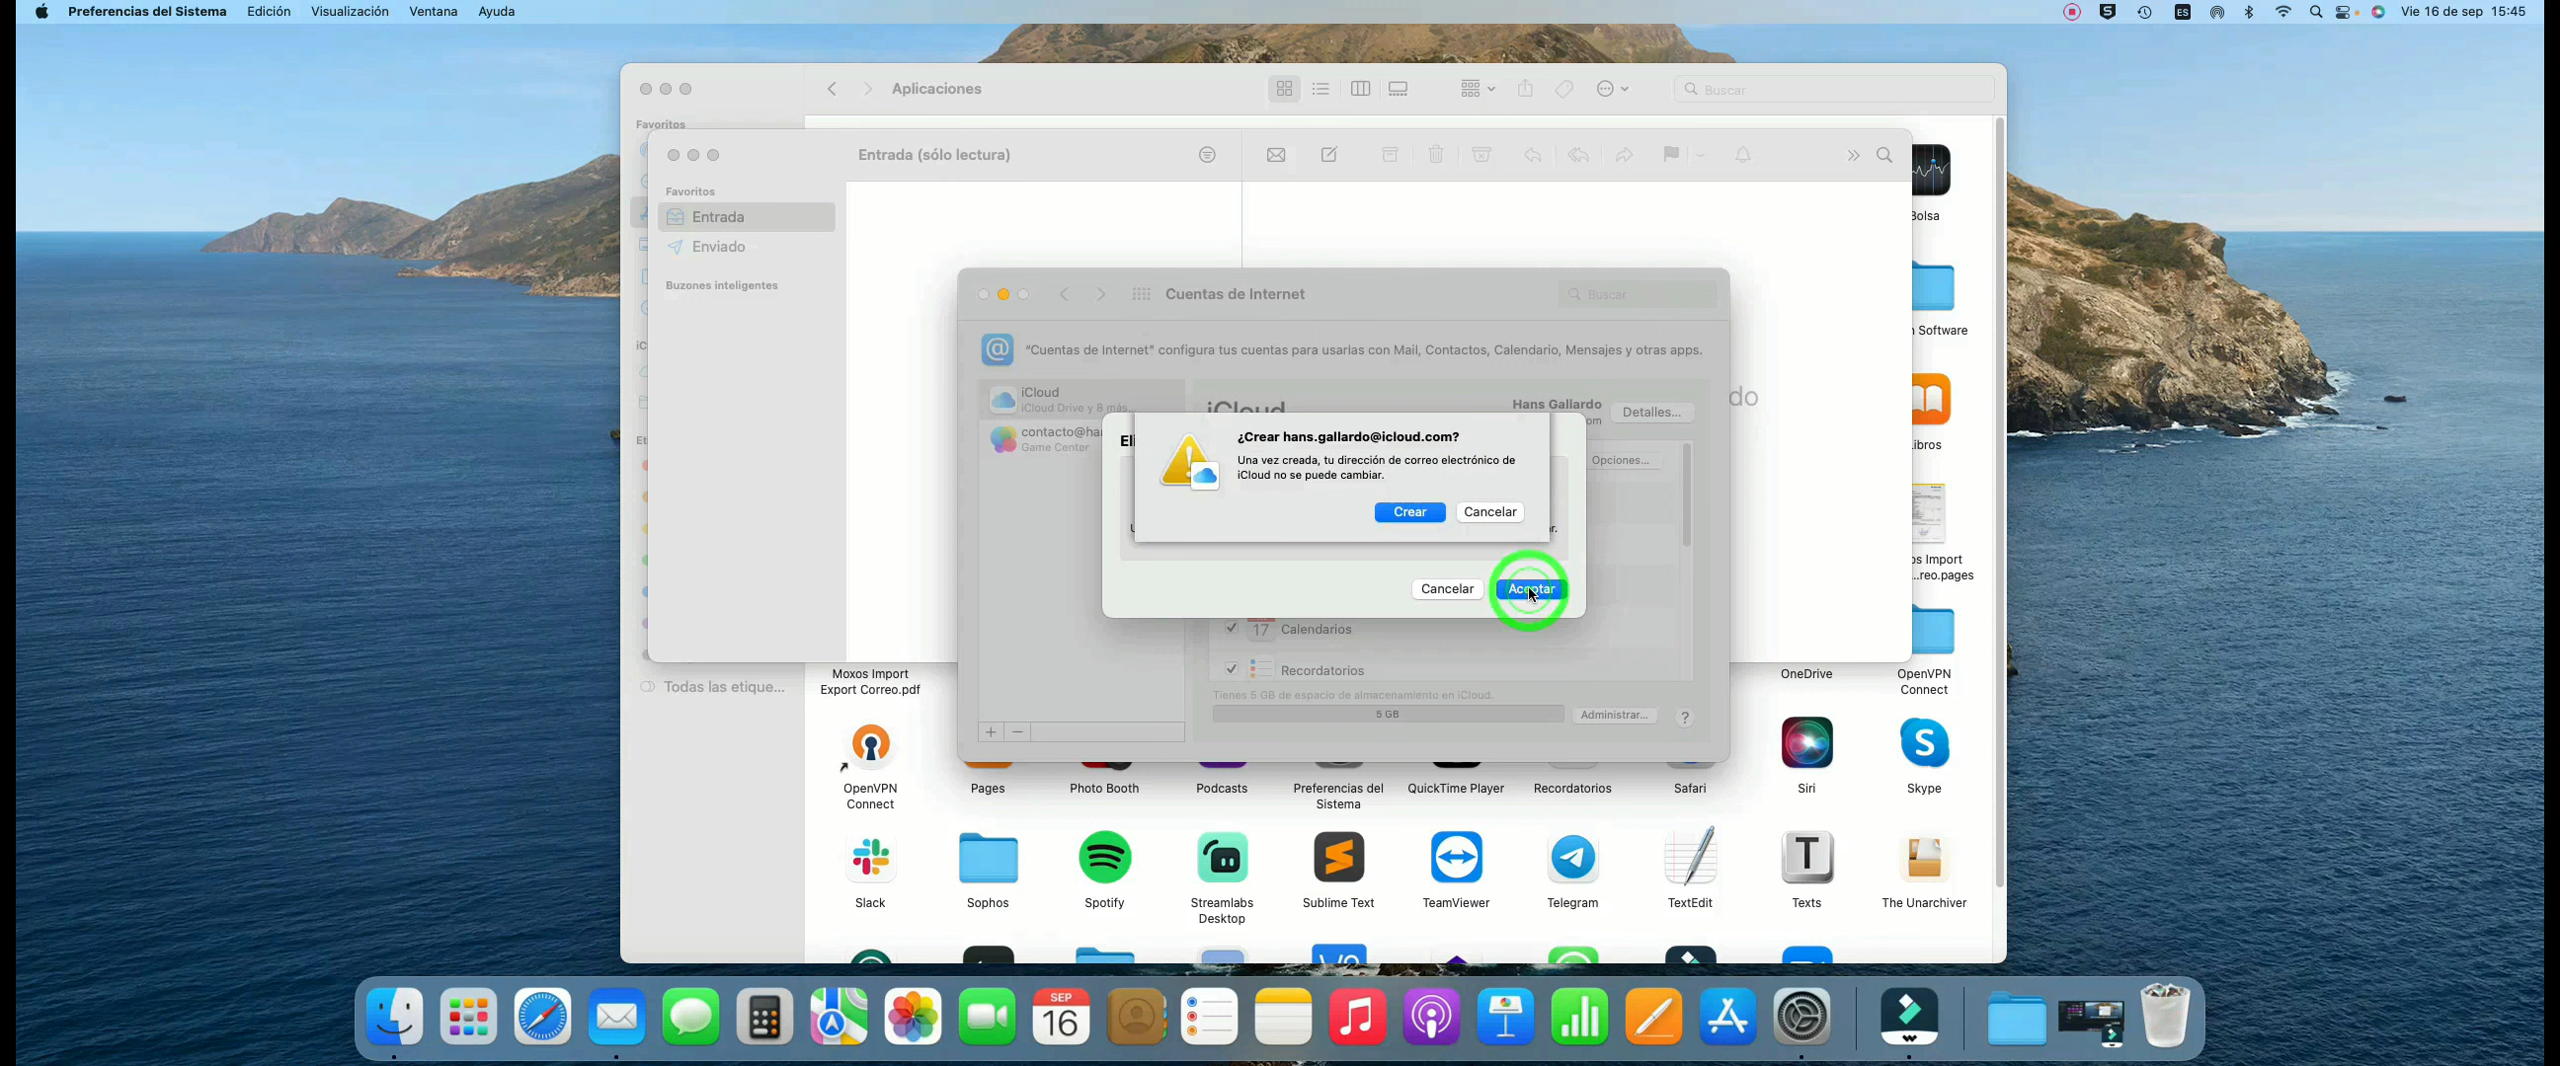 Preferencias del Sistema Edición Visualización Ventana Ayuda
ES Vie 16 de sep 15:45
Aplicaciones
Buscar
Favoritos
Entrada (sólo lectura)
Favoritos
Entrada
Enviado
Buzones inteligentes
Bolsa
Software
Cuentas de Internet
Buscar
"Cuentas de Internet" configura tus cuentas para usarlas con Mail, Contactos, Calendario, Mensajes y otras apps.
iCloud
iCloud Drive y 8 más...
contacto@ha
Game Center
iCloud
Hans Gallardo
om
Detalles...
do
Opciones...
Eli
¿Crear hans.gallardo@icloud.com?
Una vez creada, tu dirección de correo electrónico de
iCloud no se puede cambiar.
Crear
Cancelar
Cancelar
Aceptar
17
Calendarios
Recordatorios
Tienes 5 GB de espacio de almacenamiento en iCloud.
5 GB
Administrar...
?
ibros
os Import
...reo.pages
Todas las etique...
Moxos Import
Export Correo.pdf
OneDrive
OpenVPN
Connect
OpenVPN
Connect
Pages
Photo Booth
Podcasts
Preferencias del
Sistema
QuickTime Player
Recordatorios
Safari
Siri
Skype
Slack
Sophos
Spotify
Streamlabs
Desktop
Sublime Text
TeamViewer
Telegram
TextEdit
Texts
The Unarchiver
SEP
16